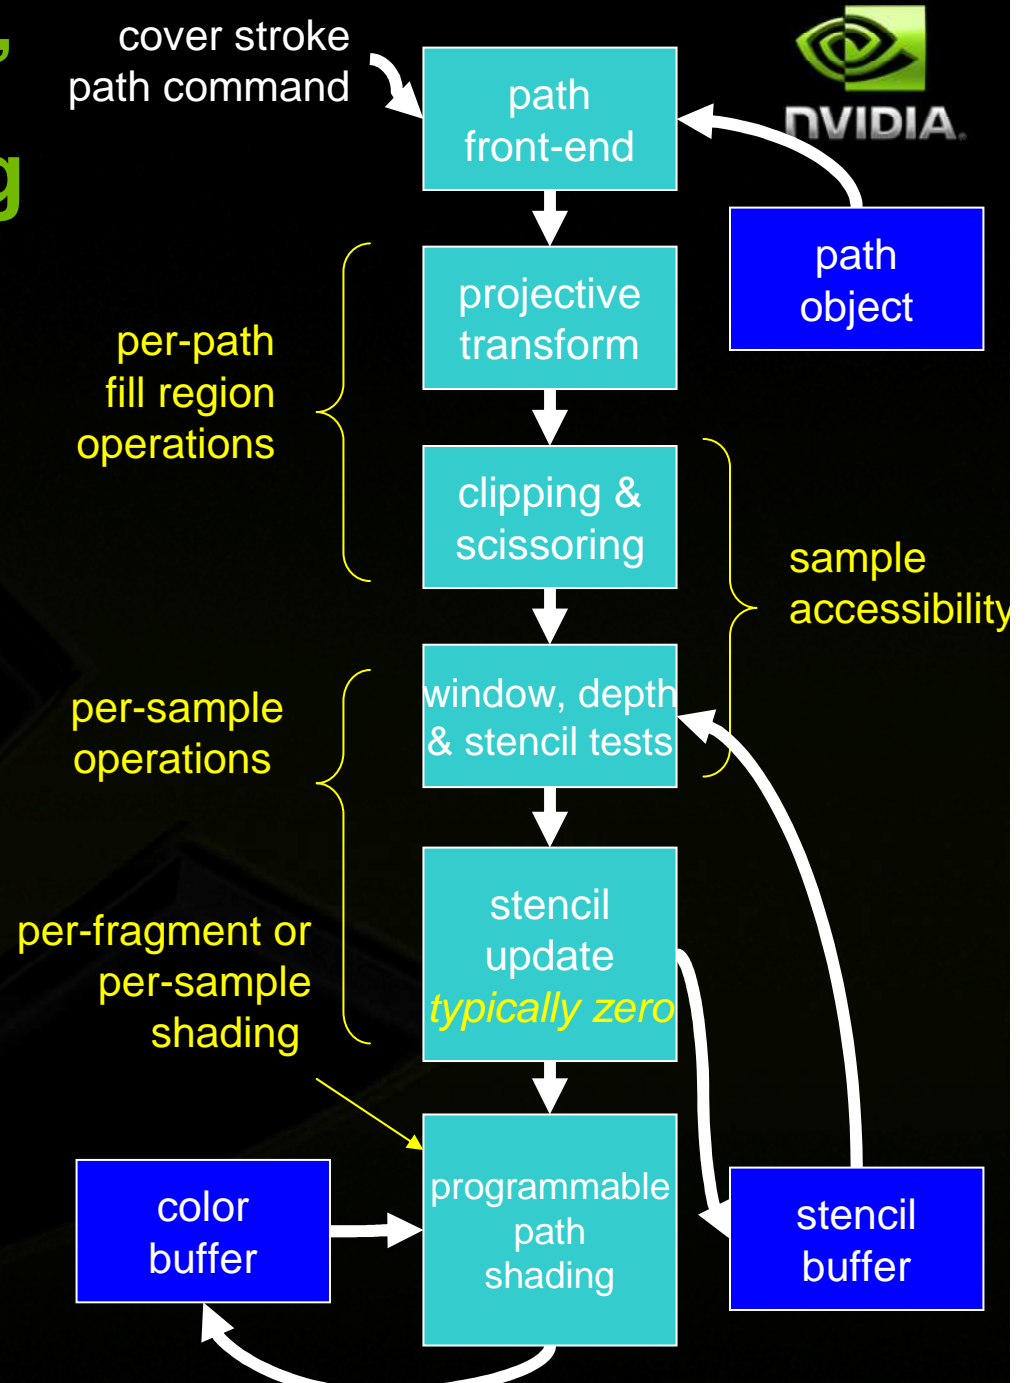 cover stroke
path command
path
front-end
NVIDIA
path
object
projective
transform
per-path
fill region
operations
clipping &
scissoring
sample
accessibility
window, depth
& stencil tests
per-sample
operations
stencil
update
typically zero
per-fragment or
per-sample
shading
programmable
path
shading
color
buffer
stencil
buffer